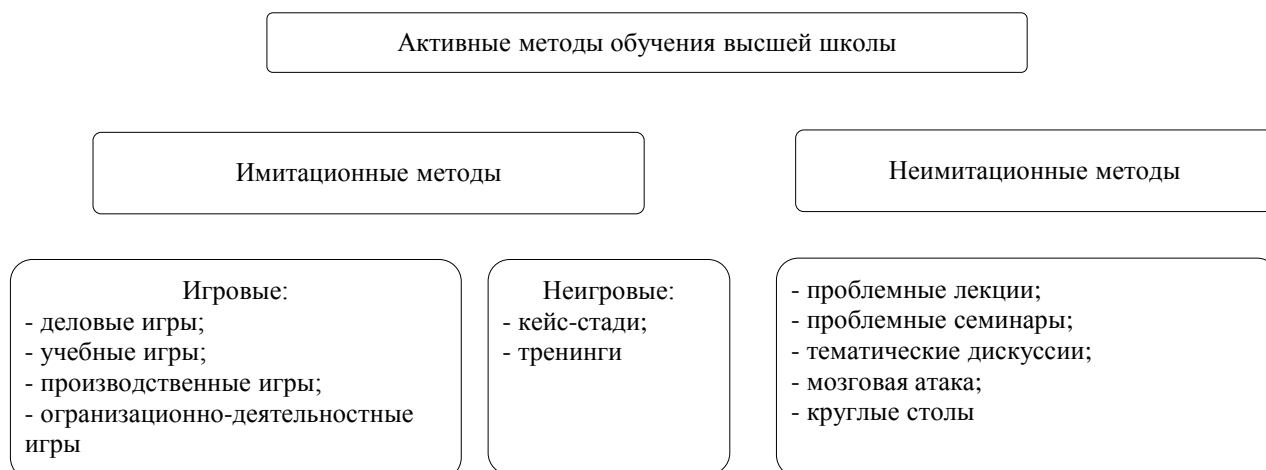 Активные методы обучения высшей школы
Имитационные методы
Неимитационные методы
Игровые:
- деловые игры;
- учебные игры;
- производственные игры;
- огранизационно-деятельностные
игры
Неигровые:
- кейс-стади;
- тренинги
- проблемные лекции;
- проблемные семинары;
- тематические дискуссии;
- мозговая атака;
- круглые столы